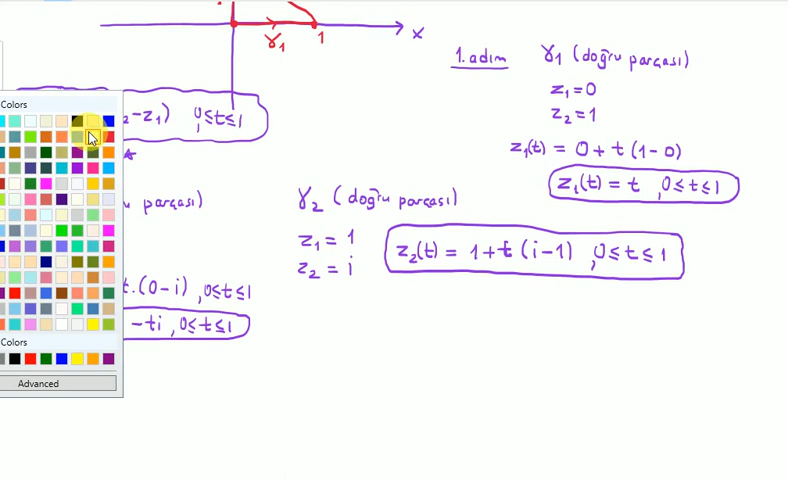 x
γ1
1
1. adım γ1 (doğru parçası)
z1=0
z2=1
z1(t) = 0 + t (1-0)
z1(t) = t , 0≤t≤1
Colors
2-z1) , 0≤t≤1
parçası)
γ2 (doğru parçası)
z1 = 1
z2 = i
z2(t) = 1+t (i-1) , 0≤t≤1
t.(0-i) , 0≤t≤1
-ti , 0≤t≤1
Colors
Advanced